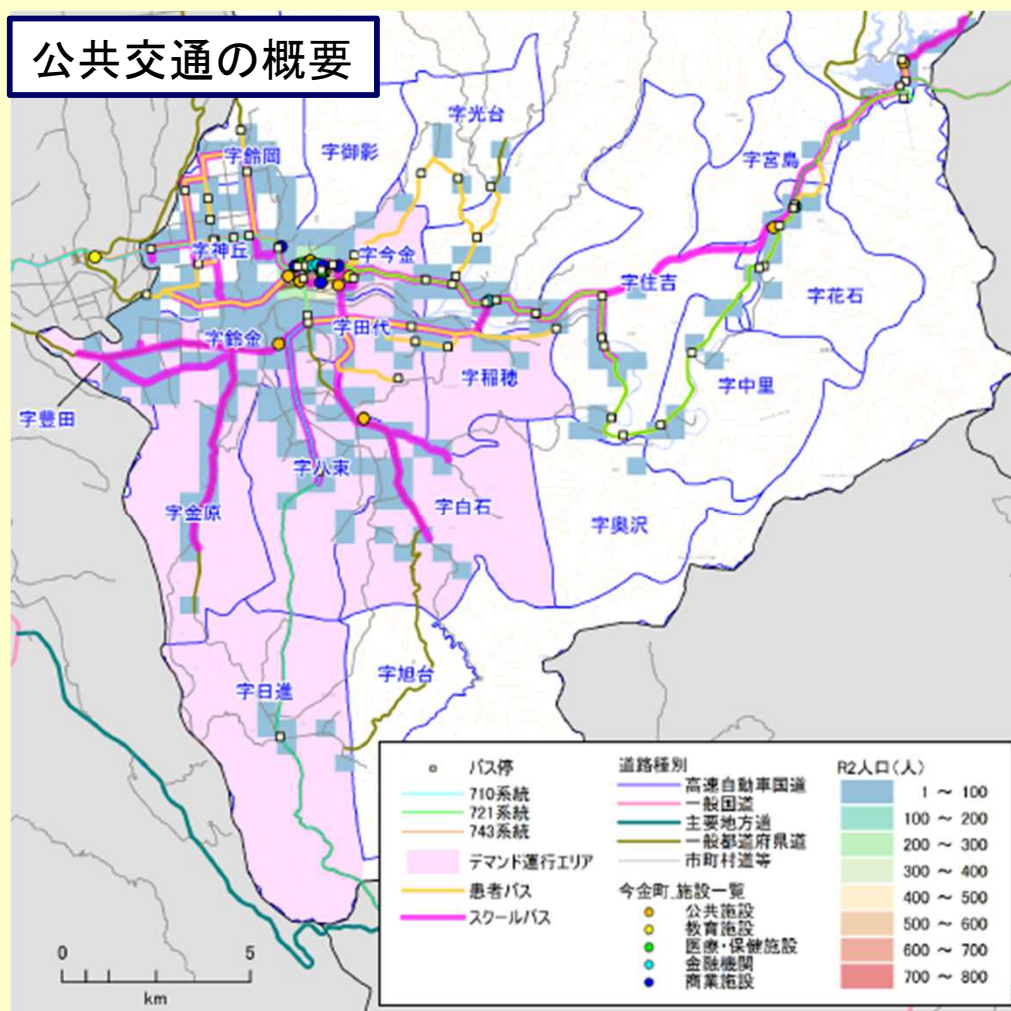 公共交通の概要
字光台
字御影
字鈴岡
字宮島
字神丘
字今金
字住吉
字花石
字田代
字鈴金
字稲穂
字中里
字豊田
字八束
字白石
字金原
字奥沢
字旭台
字日進
0 5
km
バス停
710系統
721系統
743系統
デマンド運行エリア
患者バス
スクールバス
道路種別
高速自動車国道
一般国道
主要地方道
一般都道府県道
市町村道等
今金町_施設一覧
公共施設
教育施設
医療・保健施設
金融機関
商業施設
R2人口(人)
1 ～ 100
100 ～ 200
200 ～ 300
300 ～ 400
400 ～ 500
500 ～ 600
600 ～ 700
700 ～ 800